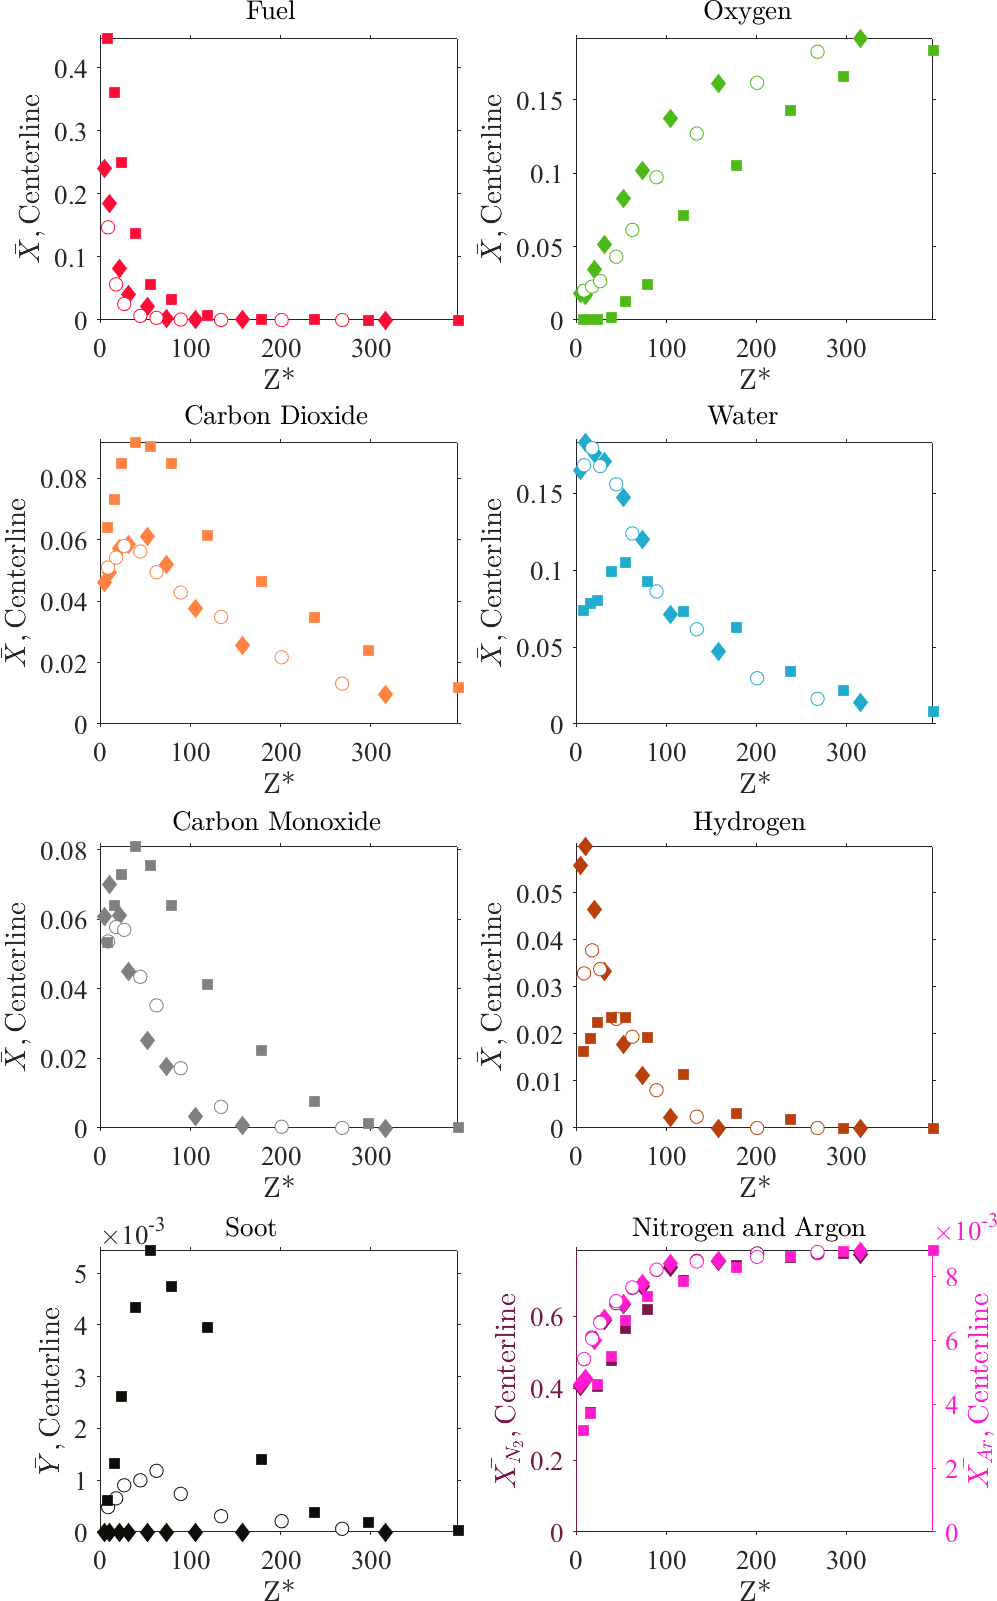 Fuel
0.4
0.3
0.2
0.1
0
X̄, Centerline
0 100 200 300
Z*
Oxygen
0.15
0.1
0.05
0
X̄, Centerline
0 100 200 300
Z*
Carbon Dioxide
0.08
0.06
0.04
0.02
0
X̄, Centerline
0 100 200 300
Z*
Water
0.15
0.1
0.05
0
X̄, Centerline
0 100 200 300
Z*
Carbon Monoxide
0.08
0.06
0.04
0.02
0
X̄, Centerline
0 100 200 300
Z*
Hydrogen
0.05
0.04
0.03
0.02
0.01
0
X̄, Centerline
0 100 200 300
Z*
Soot
×10⁻³
5
4
3
2
1
0
Ȳ, Centerline
0 100 200 300
Z*
Nitrogen and Argon
×10⁻³
0.6
0.4
0.2
0
X̄_N₂, Centerline
8
6
4
2
0
X̄_Ar, Centerline
0 100 200 300
Z*